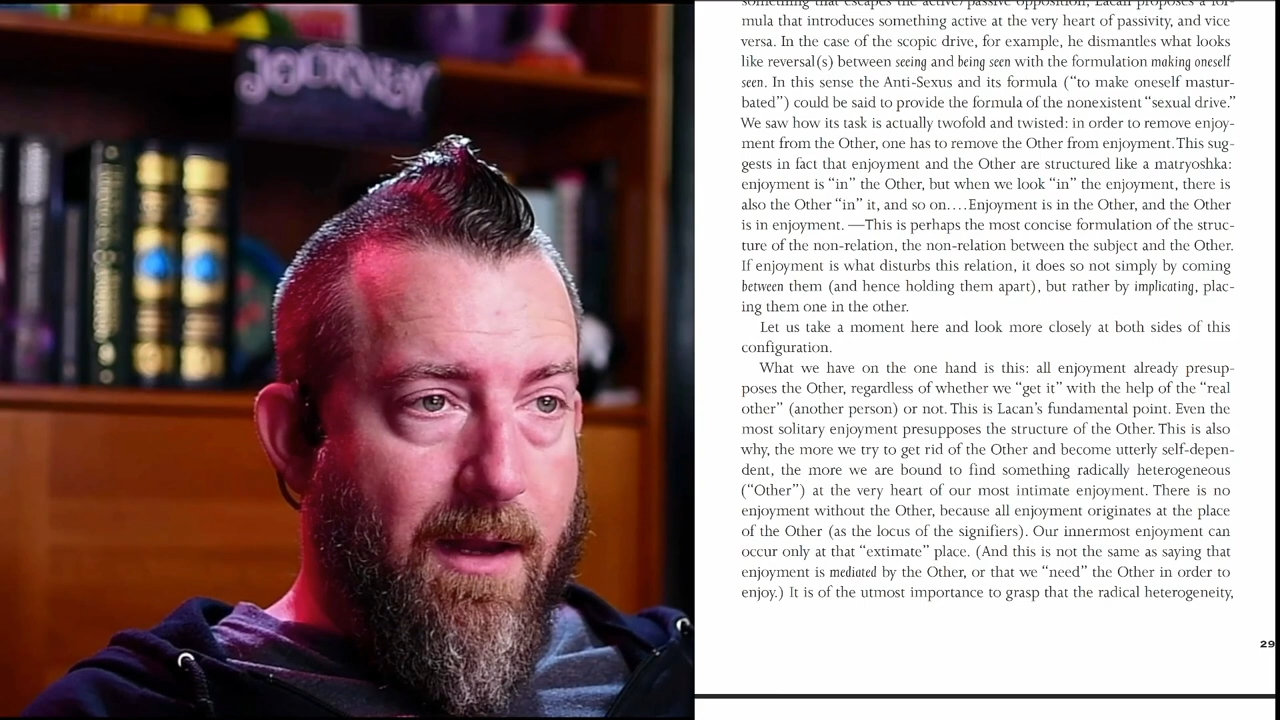 JOURNEY
something that escapes the active/passive opposition, Lacan proposes a for-
mula that introduces something active at the very heart of passivity, and vice
versa. In the case of the scopic drive, for example, he dismantles what looks
like reversal(s) between seeing and being seen with the formulation making oneself
seen. In this sense the Anti-Sexus and its formula (“to make oneself mastur-
bated”) could be said to provide the formula of the nonexistent “sexual drive.”
We saw how its task is actually twofold and twisted: in order to remove enjoy-
ment from the Other, one has to remove the Other from enjoyment. This sug-
gests in fact that enjoyment and the Other are structured like a matryoshka:
enjoyment is “in” the Other, but when we look “in” the enjoyment, there is
also the Other “in” it, and so on.…Enjoyment is in the Other, and the Other
is in enjoyment. —This is perhaps the most concise formulation of the struc-
ture of the non-relation, the non-relation between the subject and the Other.
If enjoyment is what disturbs this relation, it does so not simply by coming
between them (and hence holding them apart), but rather by implicating, plac-
ing them one in the other.
Let us take a moment here and look more closely at both sides of this
configuration.
What we have on the one hand is this: all enjoyment already presup-
poses the Other, regardless of whether we “get it” with the help of the “real
other” (another person) or not. This is Lacan’s fundamental point. Even the
most solitary enjoyment presupposes the structure of the Other. This is also
why, the more we try to get rid of the Other and become utterly self-depen-
dent, the more we are bound to find something radically heterogeneous
(“Other”) at the very heart of our most intimate enjoyment. There is no
enjoyment without the Other, because all enjoyment originates at the place
of the Other (as the locus of the signifiers). Our innermost enjoyment can
occur only at that “extimate” place. (And this is not the same as saying that
enjoyment is mediated by the Other, or that we “need” the Other in order to
enjoy.) It is of the utmost importance to grasp that the radical heterogeneity,
29